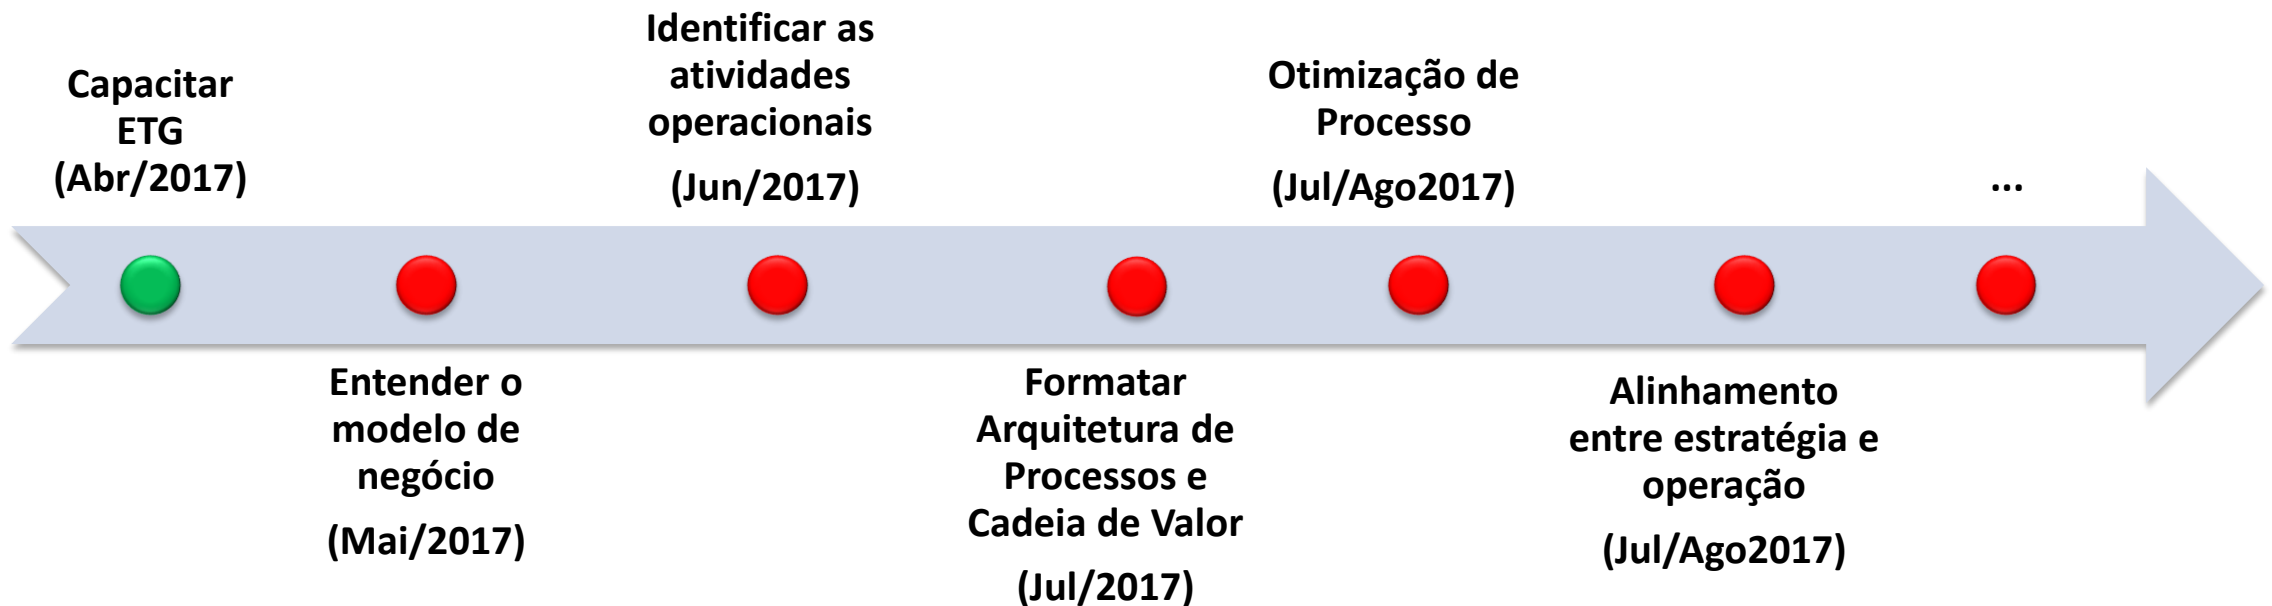 Capacitar
ETG
(Abr/2017)
Entender o
modelo de
negócio
(Mai/2017)
Identificar as
atividades
operacionais
(Jun/2017)
Formatar
Arquitetura de
Processos e
Cadeia de Valor
(Jul/2017)
Otimização de
Processo
(Jul/Ago2017)
Alinhamento
entre estratégia e
operação
(Jul/Ago2017)
...